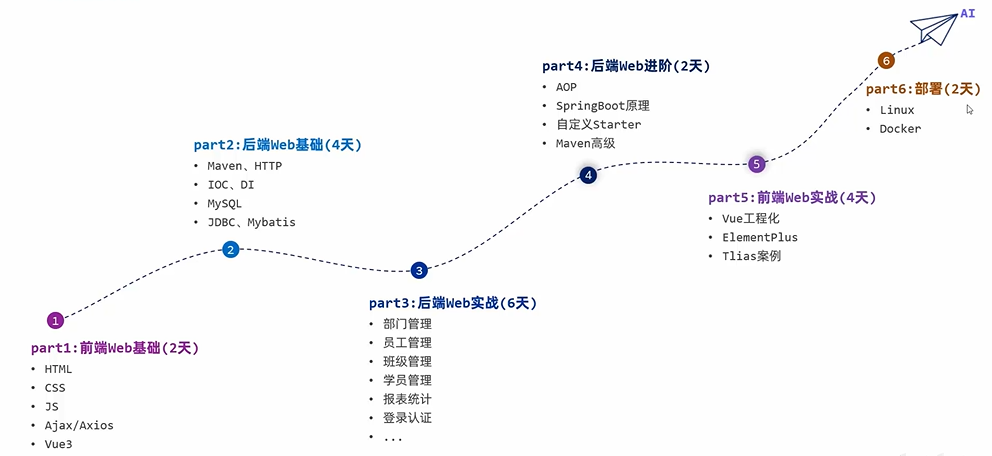 AI
6
part6:部署(2天)
• Linux
• Docker
part4:后端Web进阶(2天)
• AOP
• SpringBoot原理
• 自定义Starter
• Maven高级
4
5
part5:前端Web实战(4天)
• Vue工程化
• ElementPlus
• Tlias案例
part2:后端Web基础(4天)
• Maven、HTTP
• IOC、DI
• MySQL
• JDBC、Mybatis
2
3
part3:后端Web实战(6天)
• 部门管理
• 员工管理
• 班级管理
• 学员管理
• 报表统计
• 登录认证
• ...
1
part1:前端Web基础(2天)
• HTML
• CSS
• JS
• Ajax/Axios
• Vue3